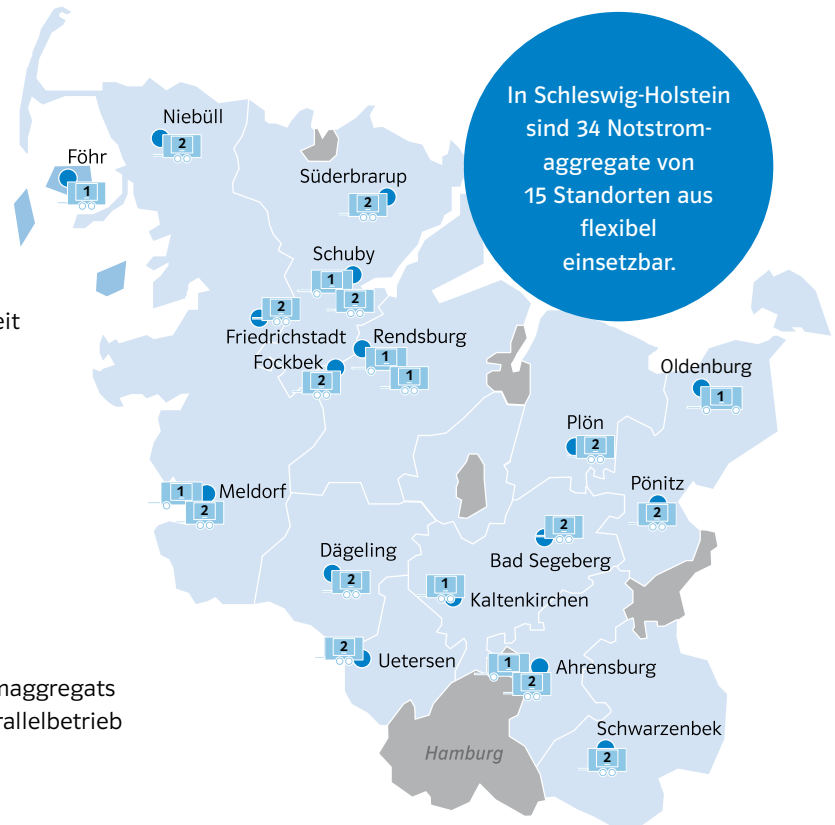 In Schleswig-Holstein
sind 34 Notstrom-
aggregate von
15 Standorten aus
flexibel
einsetzbar.
Niebüll
2
Föhr
1
Süderbrarup
2
Schuby
1
2
2
Friedrichstadt
Rendsburg
1
1
Fockbek
2
eit
Oldenburg
1
Plön
2
Pönitz
2
1
Meldorf
2
2
Bad Segeberg
Dägeling
2
1
Kaltenkirchen
2
Uetersen
1
Ahrensburg
2
naggregats
rallelbetrieb
Schwarzenbek
2
Hamburg